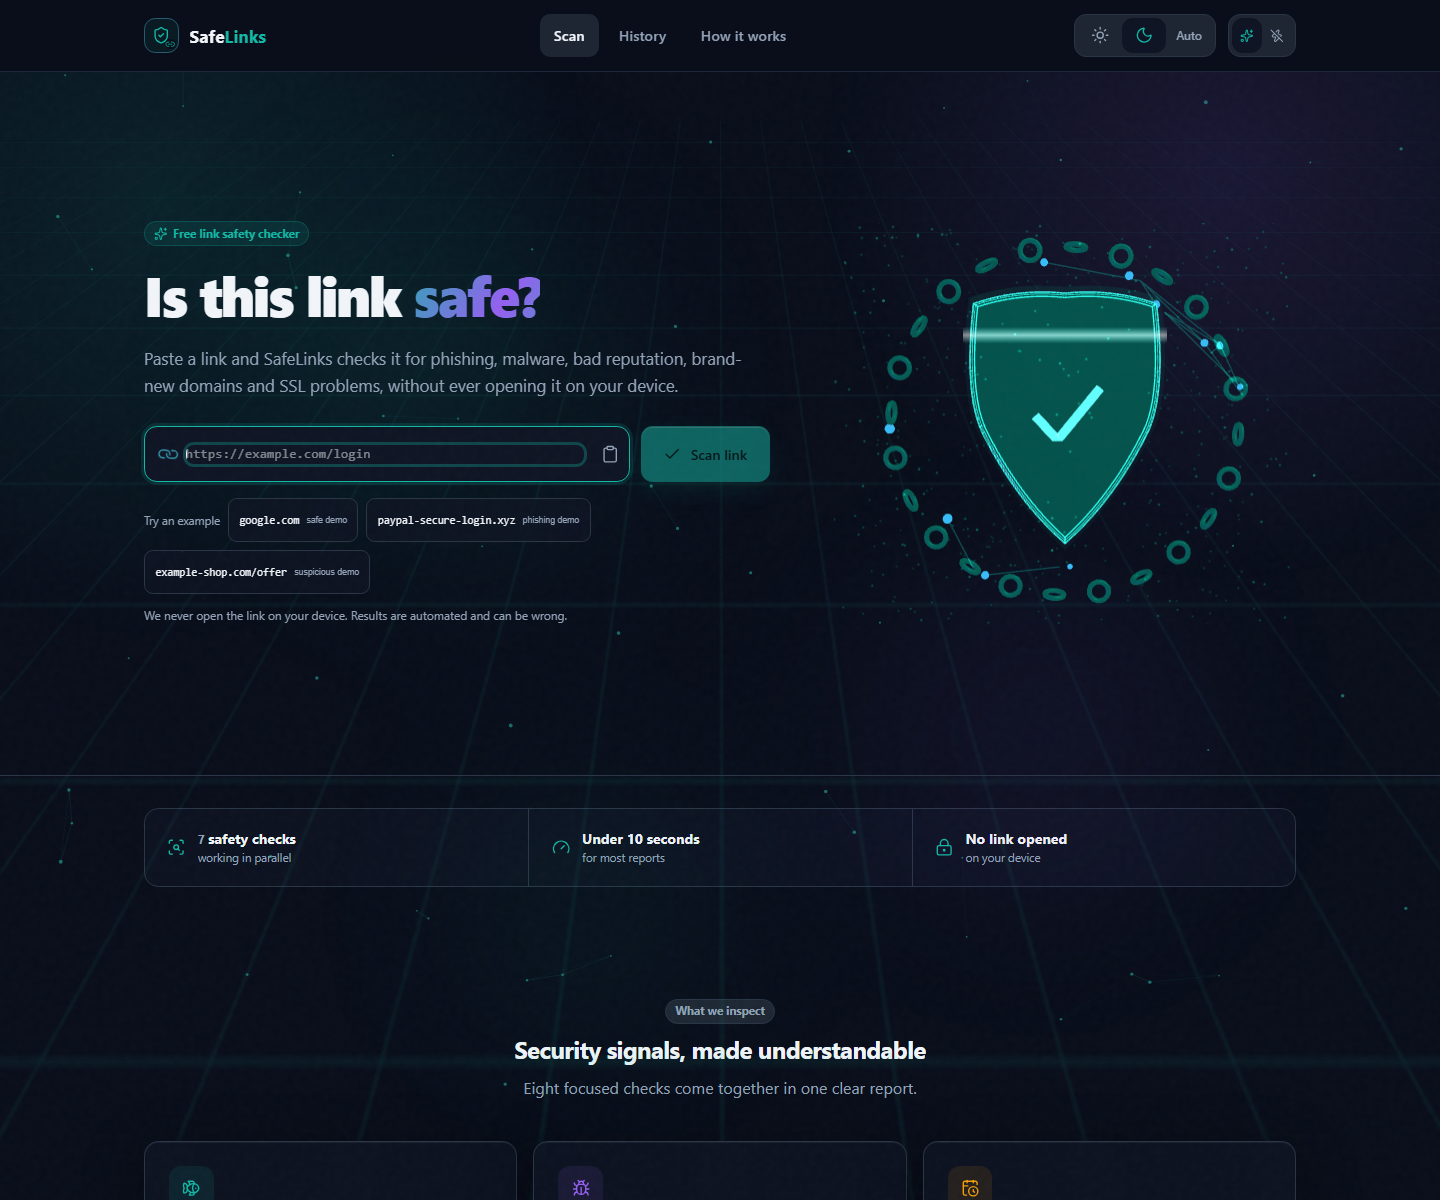 SafeLinks
Scan
History
How it works
Auto
Free link safety checker
Is this link safe?
Paste a link and SafeLinks checks it for phishing, malware, bad reputation, brand-
new domains and SSL problems, without ever opening it on your device.
https://example.com/login
Scan link
Try an example
google.com safe demo
paypal-secure-login.xyz phishing demo
example-shop.com/offer suspicious demo
We never open the link on your device. Results are automated and can be wrong.
7 safety checks
working in parallel
Under 10 seconds
for most reports
No link opened
on your device
What we inspect
Security signals, made understandable
Eight focused checks come together in one clear report.